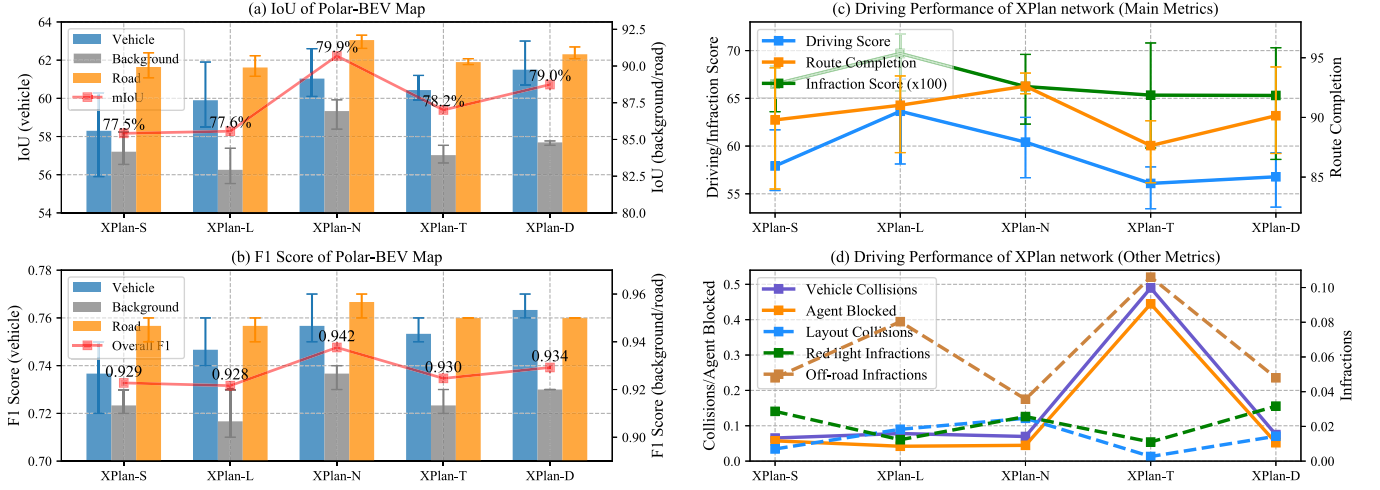 (a) IoU of Polar-BEV Map
64
62
60
58
56
54
IoU (vehicle)
Vehicle
Background
Road
mIoU
77.5%
77.6%
79.9%
78.2%
79.0%
92.5
90.0
87.5
85.0
82.5
80.0
IoU (background/road)
XPlan-S
XPlan-L
XPlan-N
XPlan-T
XPlan-D
(b) F1 Score of Polar-BEV Map
0.78
0.76
0.74
0.72
0.70
F1 Score (vehicle)
Vehicle
Background
Road
Overall F1
0.929
0.928
0.942
0.930
0.934
0.96
0.94
0.92
0.90
F1 Score (background/road)
XPlan-S
XPlan-L
XPlan-N
XPlan-T
XPlan-D
(c) Driving Performance of XPlan network (Main Metrics)
70
65
60
55
Driving/Infraction Score
Driving Score
Route Completion
Infraction Score (x100)
95
90
85
Route Completion
XPlan-S
XPlan-L
XPlan-N
XPlan-T
XPlan-D
(d) Driving Performance of XPlan network (Other Metrics)
0.5
0.4
0.3
0.2
0.1
0.0
Collisions/Agent Blocked
Vehicle Collisions
Agent Blocked
Layout Collisions
Red light Infractions
Off-road Infractions
0.10
0.08
0.06
0.04
0.02
0.00
Infractions
XPlan-S
XPlan-L
XPlan-N
XPlan-T
XPlan-D